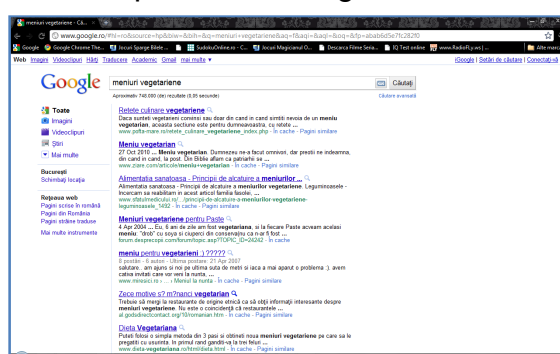 meniuri vegetariene - Că...
www.google.ro/#hl=ro&source=hp&biw=&bih=&q=meniuri+vegetariene&aq=f&aqi=&aql=&oq=&fp=abab6d5e7fc282f0
Google Google Chrome The... Jocuri Sparge Bilele ... SudokuOnline.ro - C... Jocuri Magicianul O... Descarca Filme Seria... IQ Test online www.RadioFLy.ws | ... Alte marc
Web Imagini Videoclipuri Hărți Traducere Academic Gmail mai multe ▼ iGoogle | Setări de căutare | Conectați-vă
Google meniuri vegetariene Căutați
Aproximativ 748.000 (de) rezultate (0,05 secunde) Căutare avansată
Toate
Imagini
Videoclipuri
Știri
Mai multe
București
Schimbați locația
Rețeaua web
Pagini scrise în română
Pagini din România
Pagini străine traduse
Mai multe instrumente
Retete culinare vegetariene
Daca sunteti vegetarieni convinsi sau doar din cand in cand simtiti nevoia de un meniu
vegetarian, aceasta sectiune este pentru dumneavoastra, cu retete ...
www.pofta-mare.ro/retete_culinare_vegetariene_index.php - În cache - Pagini similare
Meniu vegetarian
27 Oct 2010 ... Meniu vegetarian. Dumnezeu ne-a facut omnivori, dar prestii ne indeamna,
din cand in cand, la post. Din Biblie aflam ca patriarhii se ...
www.ziare.com/articole/meniu+vegetarian - În cache - Pagini similare
Alimentatia sanatoasa - Principii de alcatuire a meniurilor ...
Alimentatia sanatoasa - Principii de alcatuire a meniurilor vegetariene. Leguminoasele -
Incercam sa reabilitam in acest articol familia fasolei, ...
www.sfatulmedicului.ro/.../principii-de-alcatuire-a-meniurilor-vegetariene-
leguminoasele_1492 - În cache - Pagini similare
Meniuri vegetariene pentru Paste
4 Apr 2004 ... Eu, 6 ani de zile am fost vegetariana, si la fiecare Paste aveam acelasi
meniu: "drob" cu soya si ciuperci din conserva(nu ca n-ar fi fost ...
forum.desprecopii.com/forum/topic.asp?TOPIC_ID=24242 - În cache
meniu pentru vegetarieni :) ?????
8 postări - 6 autori - Ultima postare: 21 Apr 2007
salutare.. am ajuns si noi pe ultima suta de metri si iaca a mai aparut o problema :). avem
cativa invitati care vor veni la nunta, ...
www.miresici.ro › ... › Meniul la nunta - În cache - Pagini similare
Zece motive s? m?nanci vegetarian
Trebuie să mergi la restaurante de origine etnică ca să obții informații interesante despre
meniuri vegetariene. Nu este o coincidență că restaurantele ...
al.godsdirectcontact.org/10/romanian.htm - În cache - Pagini similare
Dieta Vegetariana
Puteti folosi o simpla metoda din 3 pasi si obtineti noua meniuri vegetariene pe care sa le
pregatiti cu usurinta. In primul rand ganditi-va la trei feluri ...
www.dieta-vegetariana.ro/html/dieta.html - În cache - Pagini similare